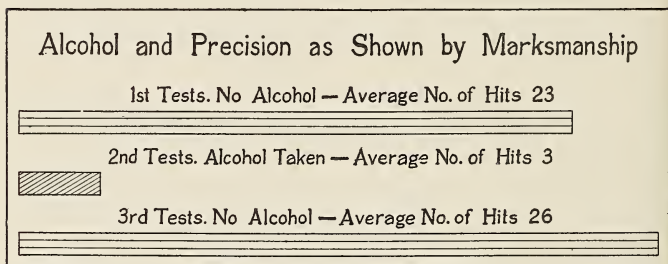 Alcohol and Precision as Shown by Marksmanship
1st Tests. No Alcohol — Average No. of Hits 23
2nd Tests. Alcohol Taken — Average No. of Hits 3
3rd Tests. No Alcohol — Average No. of Hits 26